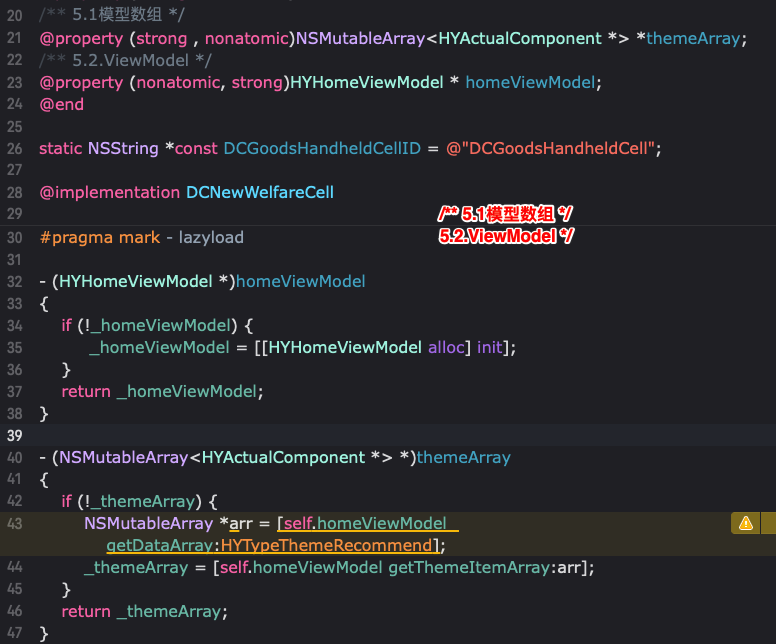 20 /** 5.1模型数组 */
21 @property (strong , nonatomic)NSMutableArray<HYActualComponent *> *themeArray;
22 /** 5.2.ViewModel */
23 @property (nonatomic, strong)HYHomeViewModel * homeViewModel;
24 @end
25
26 static NSString *const DCGoodsHandheldCellID = @"DCGoodsHandheldCell";
27
28 @implementation DCNewWelfareCell
29
/** 5.1模型数组 */
30 #pragma mark - lazyload
5.2.ViewModel */
31
32 - (HYHomeViewModel *)homeViewModel
33 {
34 if (!_homeViewModel) {
35 _homeViewModel = [[HYHomeViewModel alloc] init];
36 }
37 return _homeViewModel;
38 }
39
40 - (NSMutableArray<HYActualComponent *> *)themeArray
41 {
42 if (!_themeArray) {
43 NSMutableArray *arr = [self.homeViewModel
getDataArray:HYTypeThemeRecommend];
44 _themeArray = [self.homeViewModel getThemeItemArray:arr];
45 }
46 return _themeArray;
47 }